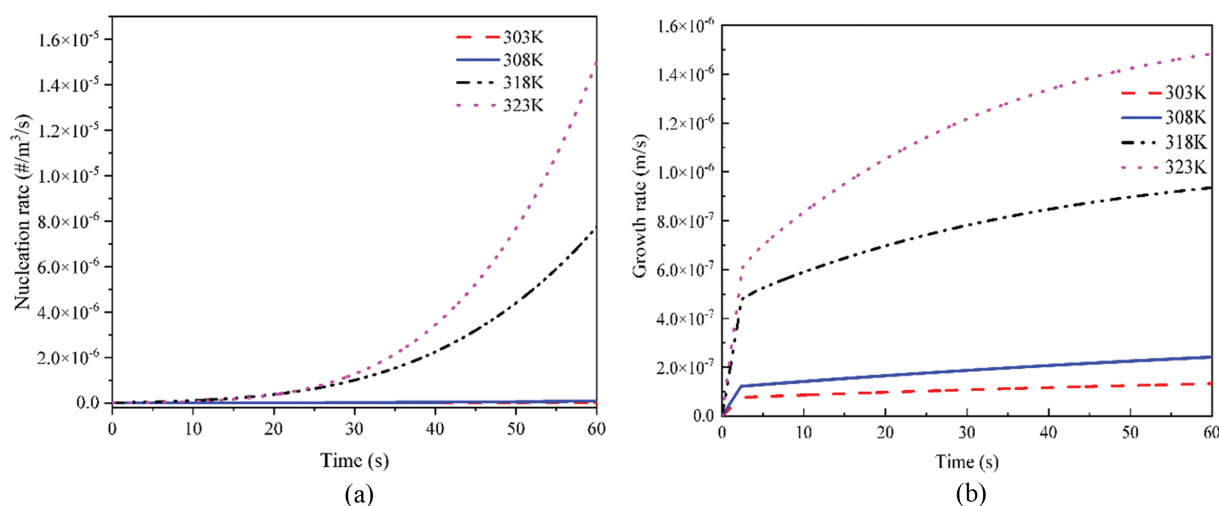 1.6×10⁻⁵
1.4×10⁻⁵
1.2×10⁻⁵
1.0×10⁻⁵
8.0×10⁻⁶
6.0×10⁻⁶
4.0×10⁻⁶
2.0×10⁻⁶
0.0
Nucleation rate (#/m³/s)
303K
308K
318K
323K
0 10 20 30 40 50 60
Time (s)
(a)
1.6×10⁻⁶
1.4×10⁻⁶
1.2×10⁻⁶
1.0×10⁻⁶
8.0×10⁻⁷
6.0×10⁻⁷
4.0×10⁻⁷
2.0×10⁻⁷
0.0
Growth rate (m/s)
303K
308K
318K
323K
0 10 20 30 40 50 60
Time (s)
(b)